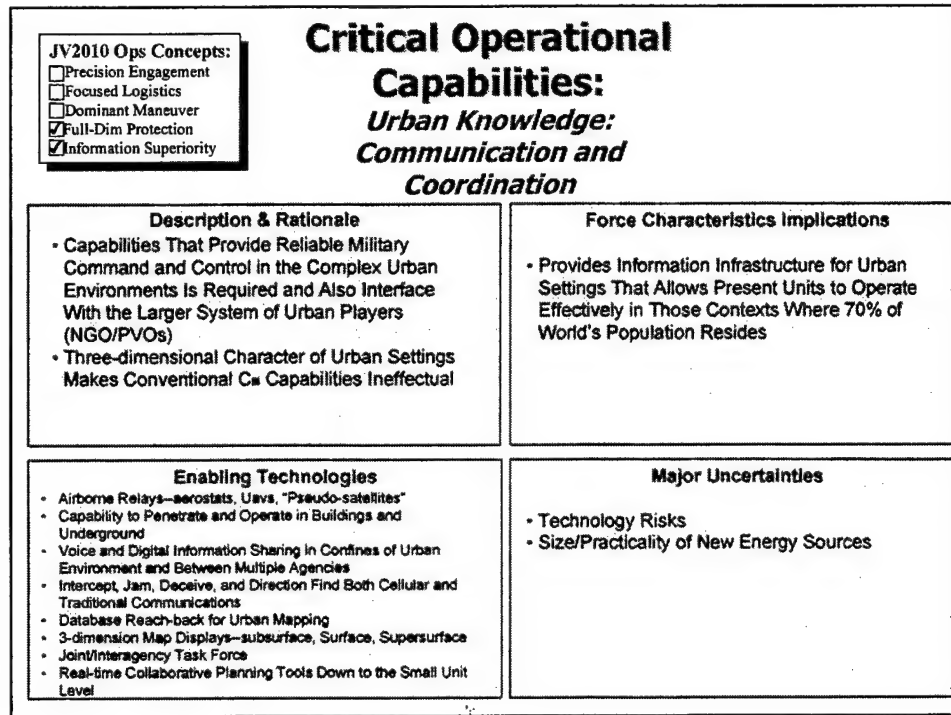 JV2010 Ops Concepts:
☐Precision Engagement
☐Focused Logistics
☐Dominant Maneuver
☑Full-Dim Protection
☑Information Superiority
Critical Operational
Capabilities:
Urban Knowledge:
Communication and
Coordination
Description & Rationale
• Capabilities That Provide Reliable Military
Command and Control in the Complex Urban
Environments Is Required and Also Interface
With the Larger System of Urban Players
(NGO/PVOs)
• Three-dimensional Character of Urban Settings
Makes Conventional Capabilities Ineffectual
Force Characteristics Implications
• Provides Information Infrastructure for Urban
Settings That Allows Present Units to Operate
Effectively in Those Contexts Where 70% of
World's Population Resides
Enabling Technologies
• Airborne Relays--aerostats, Uavs, "Pseudo-satellites"
• Capability to Penetrate and Operate in Buildings and
Underground
• Voice and Digital Information Sharing in Confines of Urban
Environment and Between Multiple Agencies
• Intercept, Jam, Deceive, and Direction Find Both Cellular and
Traditional Communications
• Database Reach-back for Urban Mapping
• 3-dimension Map Displays--subsurface, Surface, Supersurface
• Joint/Interagency Task Force
• Real-time Collaborative Planning Tools Down to the Small Unit
Level
Major Uncertainties
• Technology Risks
• Size/Practicality of New Energy Sources